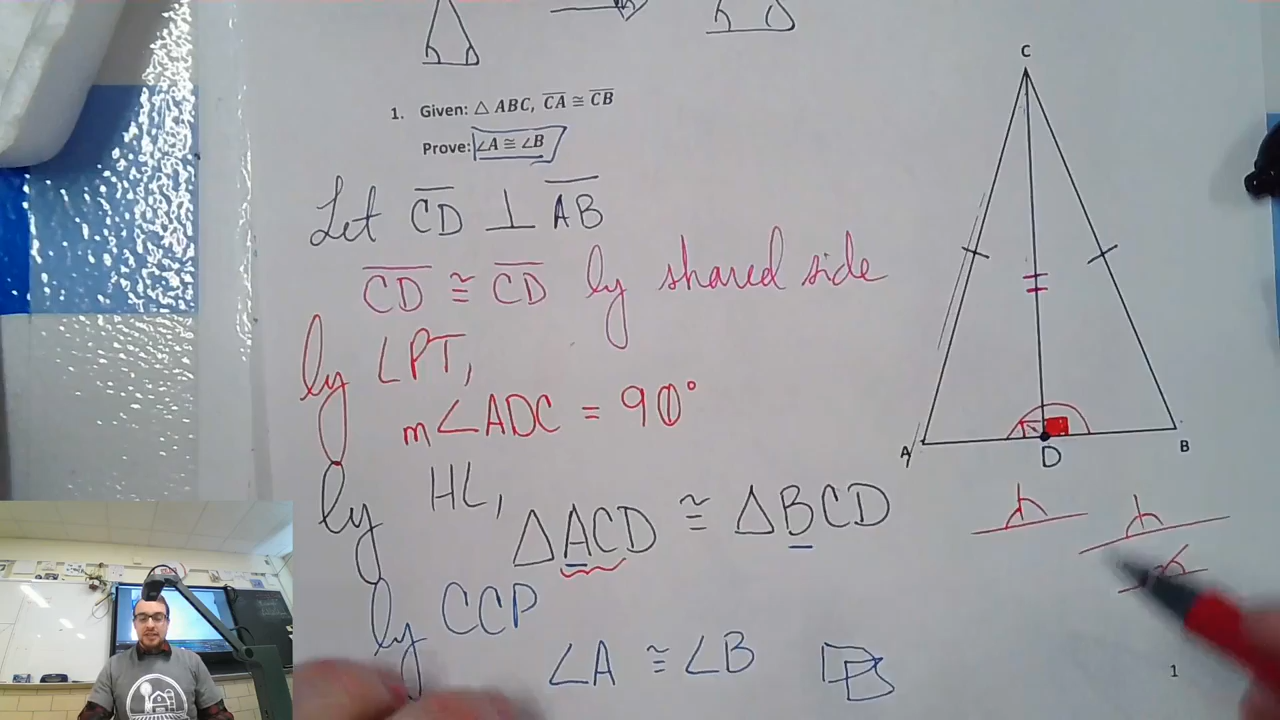 1. Given: △ ABC, CA ≅ CB
Prove: ∠A ≅ ∠B
Let CD ⊥ AB
CD ≅ CD by shared side
by ∠PT,
m∠ADC = 90°
by HL, △ACD ≅ △BCD
by CCP
∠A ≅ ∠B
C
A
D
B
1